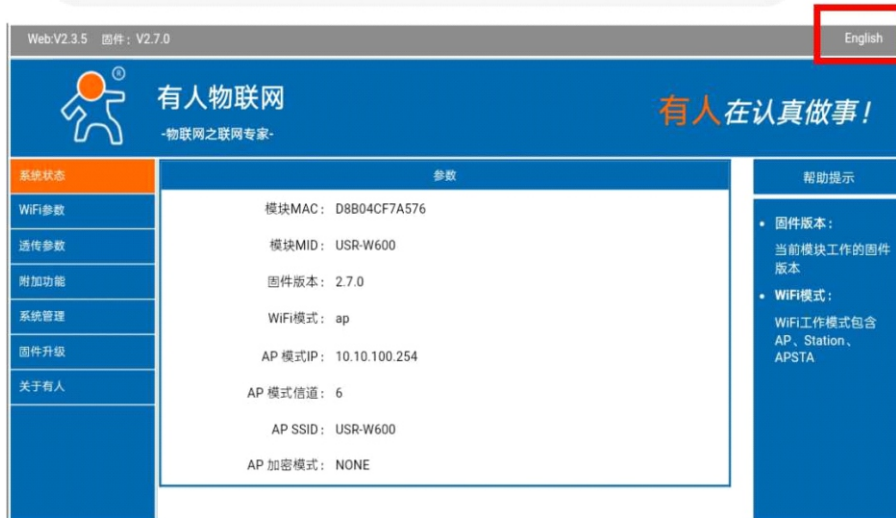 Web:V2.3.5 固件：V2.7.0
English
®
有人物联网
-物联网之联网专家-
有人在认真做事！
系统状态
WiFi参数
透传参数
附加功能
系统管理
固件升级
关于有人
参数
模块MAC： D8B04CF7A576
模块MID： USR-W600
固件版本： 2.7.0
WiFi模式： ap
AP 模式IP： 10.10.100.254
AP 模式信道： 6
AP SSID： USR-W600
AP 加密模式： NONE
帮助提示
• 固件版本：
当前模块工作的固件
版本
• WiFi模式：
WiFi工作模式包含
AP、Station、
APSTA